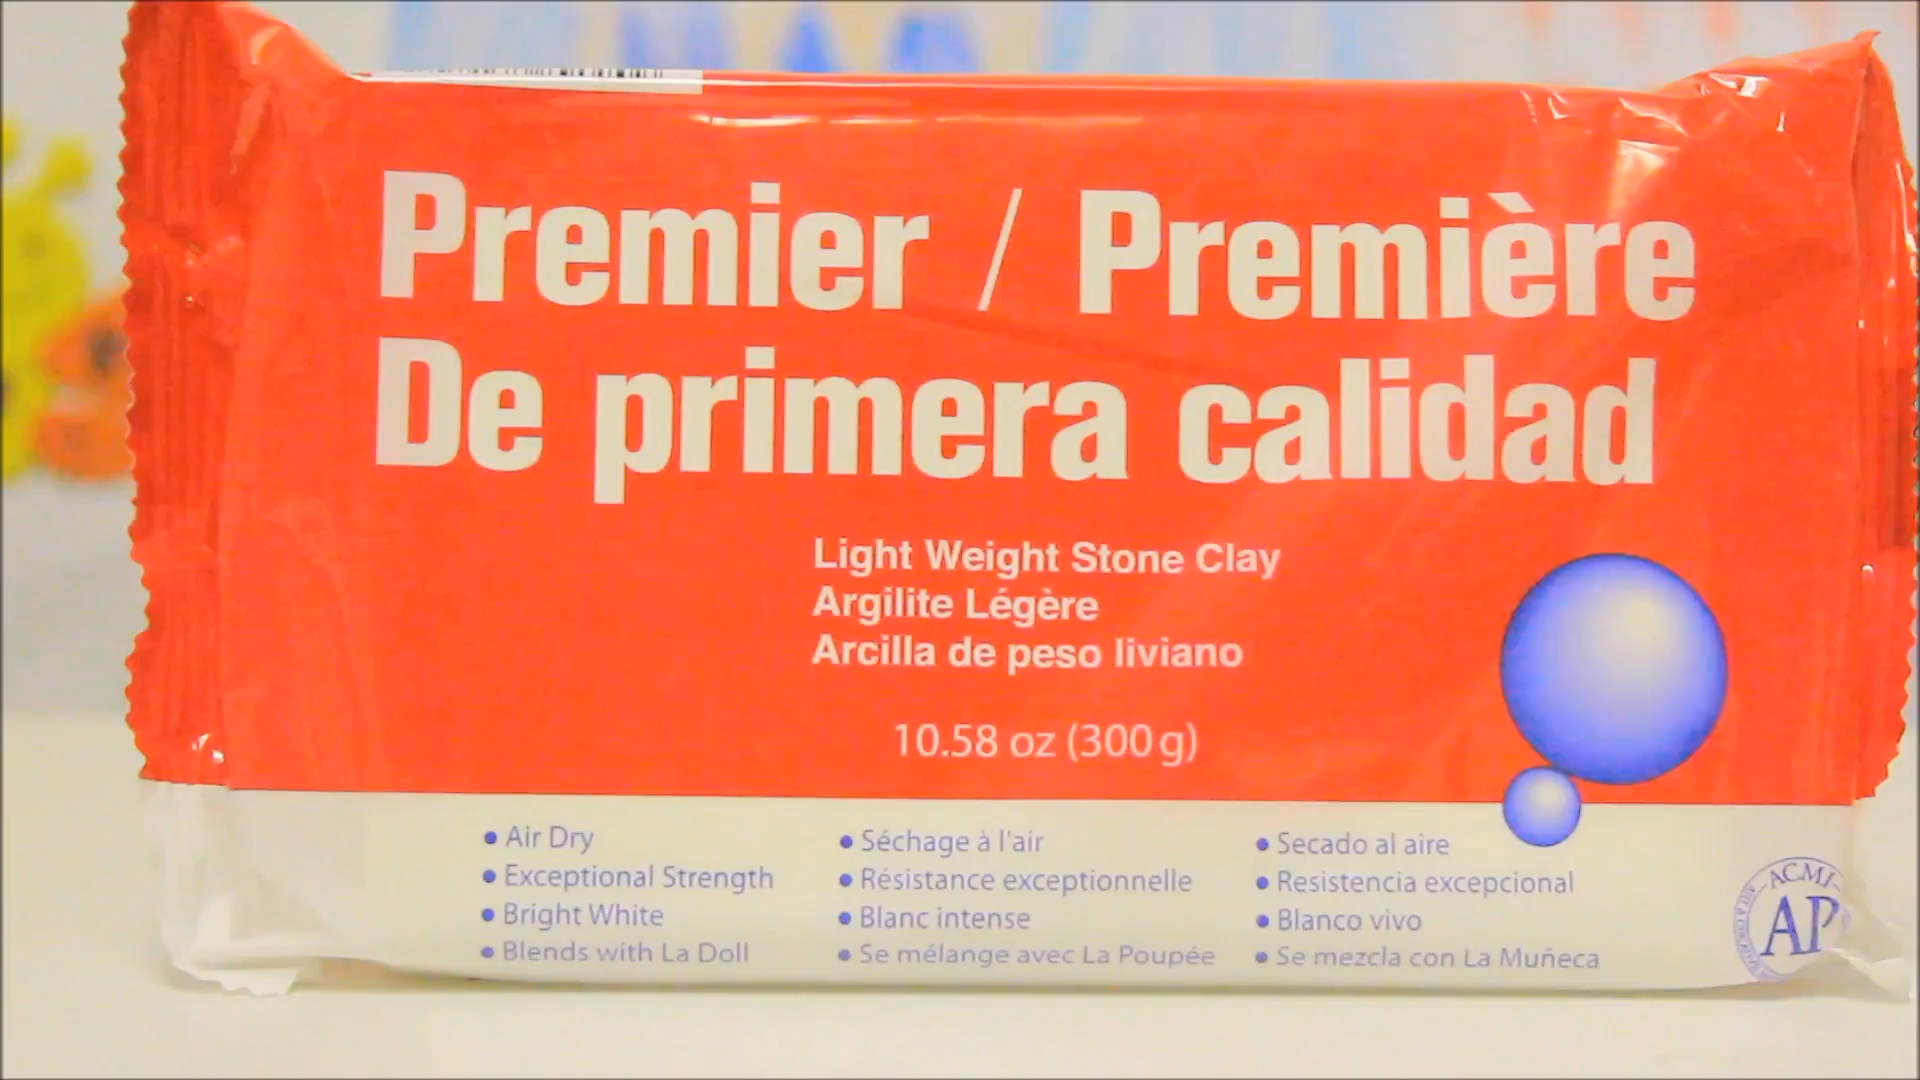 Premier / Première
De primera calidad
Light Weight Stone Clay
Argilite Légère
Arcilla de peso liviano
10.58 oz (300 g)
• Air Dry
• Exceptional Strength
• Bright White
• Blends with La Doll
• Séchage à l'air
• Résistance exceptionnelle
• Blanc intense
• Se mélange avec La Poupée
• Secado al aire
• Resistencia excepcional
• Blanco vivo
• Se mezcla con La Muñeca
ACMI
AP